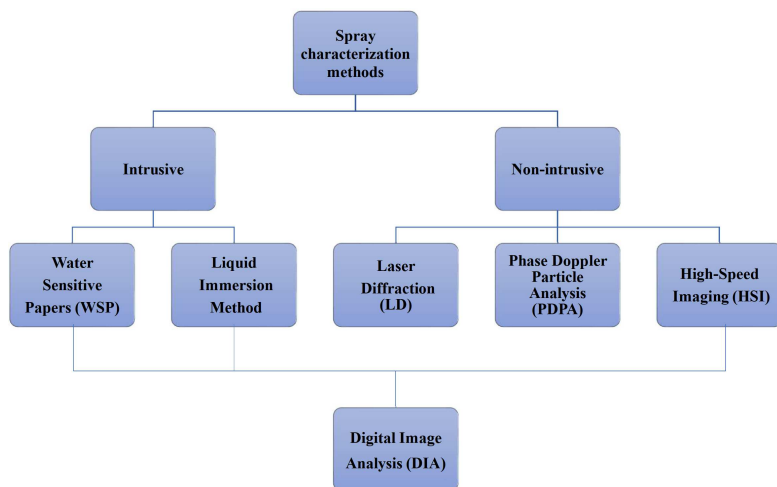 Spray
characterization
methods
Intrusive
Non-intrusive
Water
Sensitive
Papers (WSP)
Liquid
Immersion
Method
Laser
Diffraction
(LD)
Phase Doppler
Particle
Analysis
(PDPA)
High-Speed
Imaging (HSI)
Digital Image
Analysis (DIA)